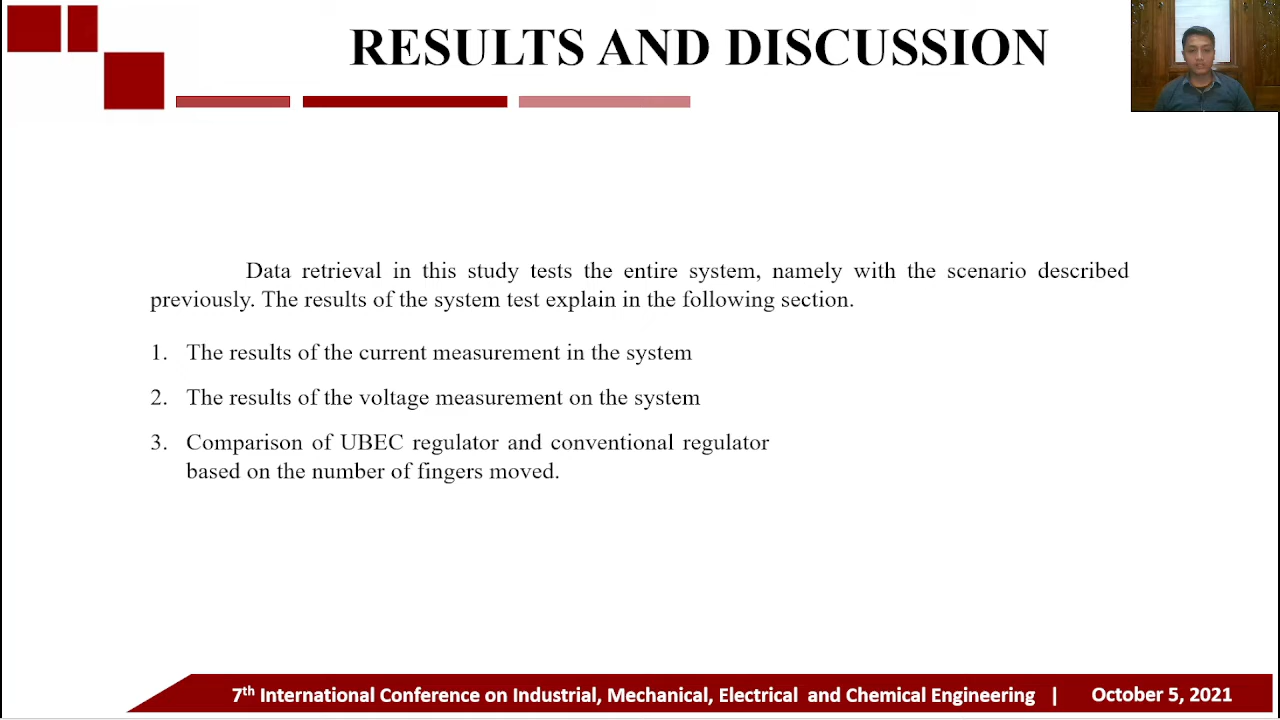 RESULTS AND DISCUSSION
Data retrieval in this study tests the entire system, namely with the scenario described
previously. The results of the system test explain in the following section.
1. The results of the current measurement in the system
2. The results of the voltage measurement on the system
3. Comparison of UBEC regulator and conventional regulator
based on the number of fingers moved.
7th International Conference on Industrial, Mechanical, Electrical and Chemical Engineering | October 5, 2021